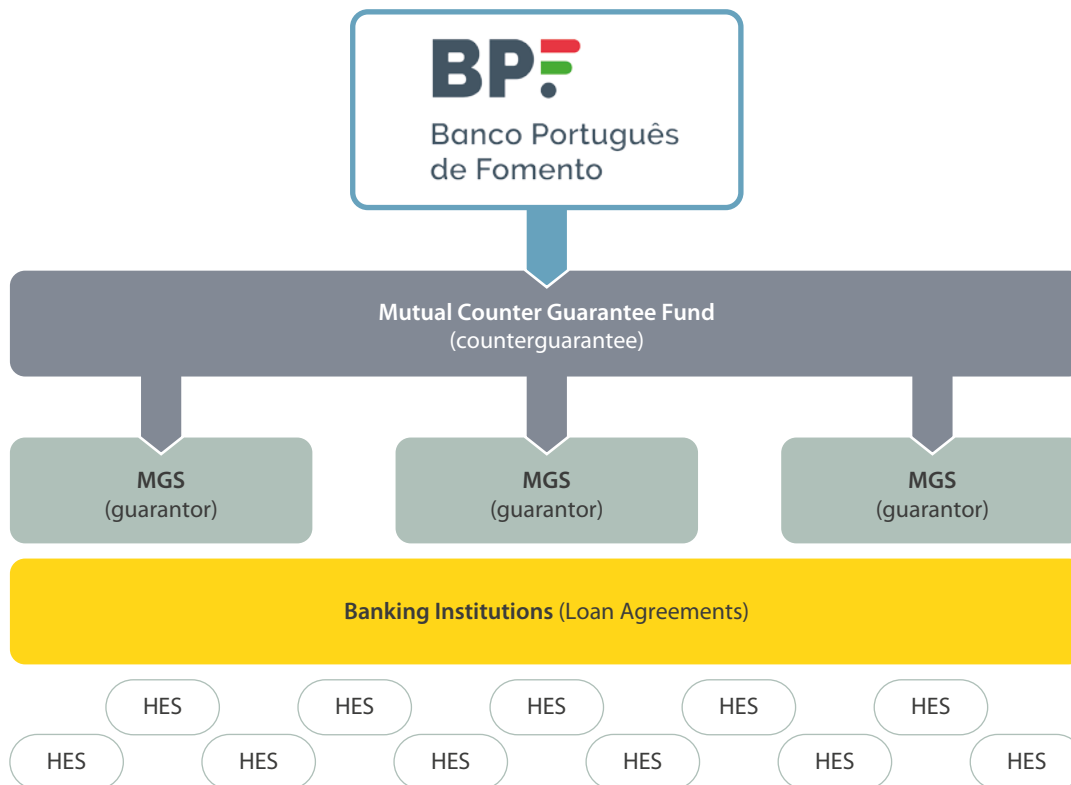 BPF
Banco Português
de Fomento
Mutual Counter Guarantee Fund
(counterguarantee)
MGS
(guarantor)
MGS
(guarantor)
MGS
(guarantor)
Banking Institutions (Loan Agreements)
HES
HES
HES
HES
HES
HES
HES
HES
HES
HES
HES